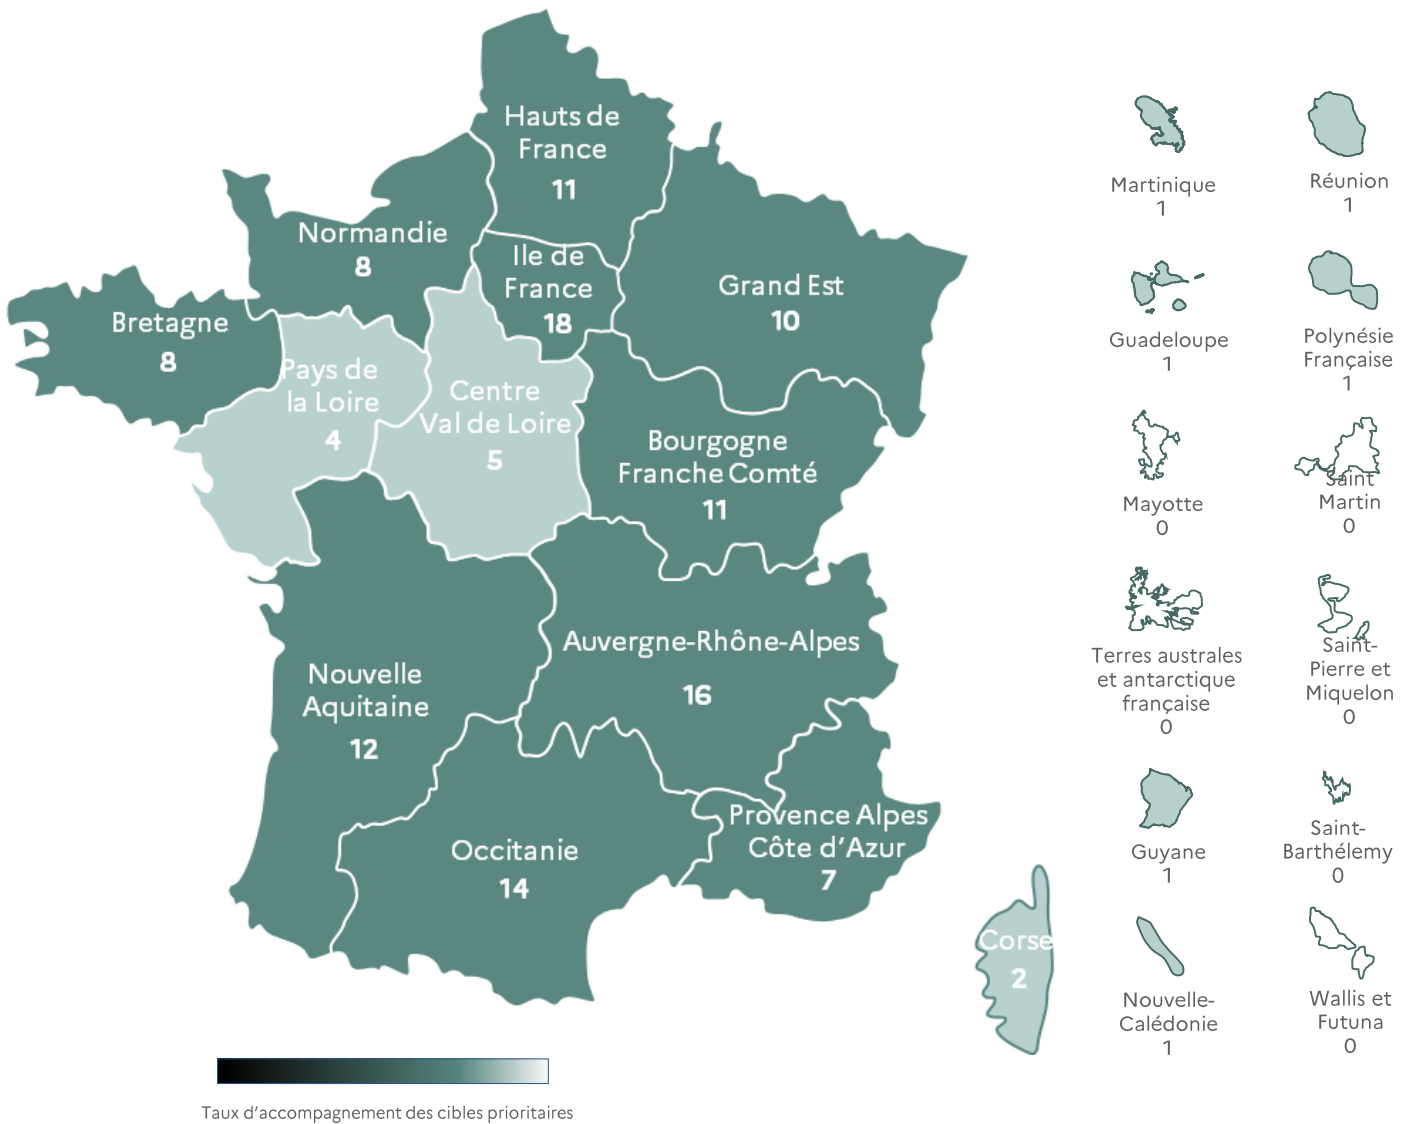 Hauts de
France
11
Normandie
8
Ile de
France
18
Grand Est
10
Bretagne
8
Pays de
la Loire
4
Centre
Val de Loire
5
Bourgogne
Franche Comté
11
Auvergne-Rhône-Alpes
16
Nouvelle
Aquitaine
12
Occitanie
14
Provence Alpes
Côte d'Azur
7
Corse
2
Martinique
1
Réunion
1
Guadeloupe
1
Polynésie
Française
1
Mayotte
0
Saint
Martin
0
Terres australes
et antarctique
française
0
Saint-
Pierre et
Miquelon
0
Guyane
1
Saint-
Barthélemy
0
Nouvelle-
Calédonie
1
Wallis et
Futuna
0
Taux d'accompagnement des cibles prioritaires